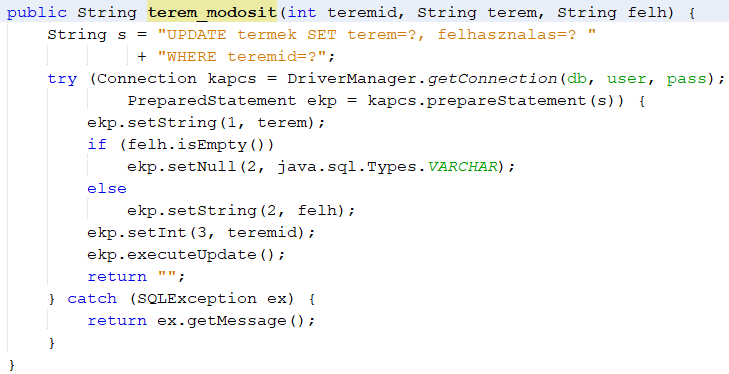 public String terem_modosit(int teremid, String terem, String felh) {
    String s = "UPDATE termek SET terem=?, felhasznalas=? "
             + "WHERE teremid=?";
    try (Connection kapcs = DriverManager.getConnection(db, user, pass);
            PreparedStatement ekp = kapcs.prepareStatement(s)) {
        ekp.setString(1, terem);
        if (felh.isEmpty())
            ekp.setNull(2, java.sql.Types.VARCHAR);
        else
            ekp.setString(2, felh);
        ekp.setInt(3, teremid);
        ekp.executeUpdate();
        return "";
    } catch (SQLException ex) {
        return ex.getMessage();
    }
}